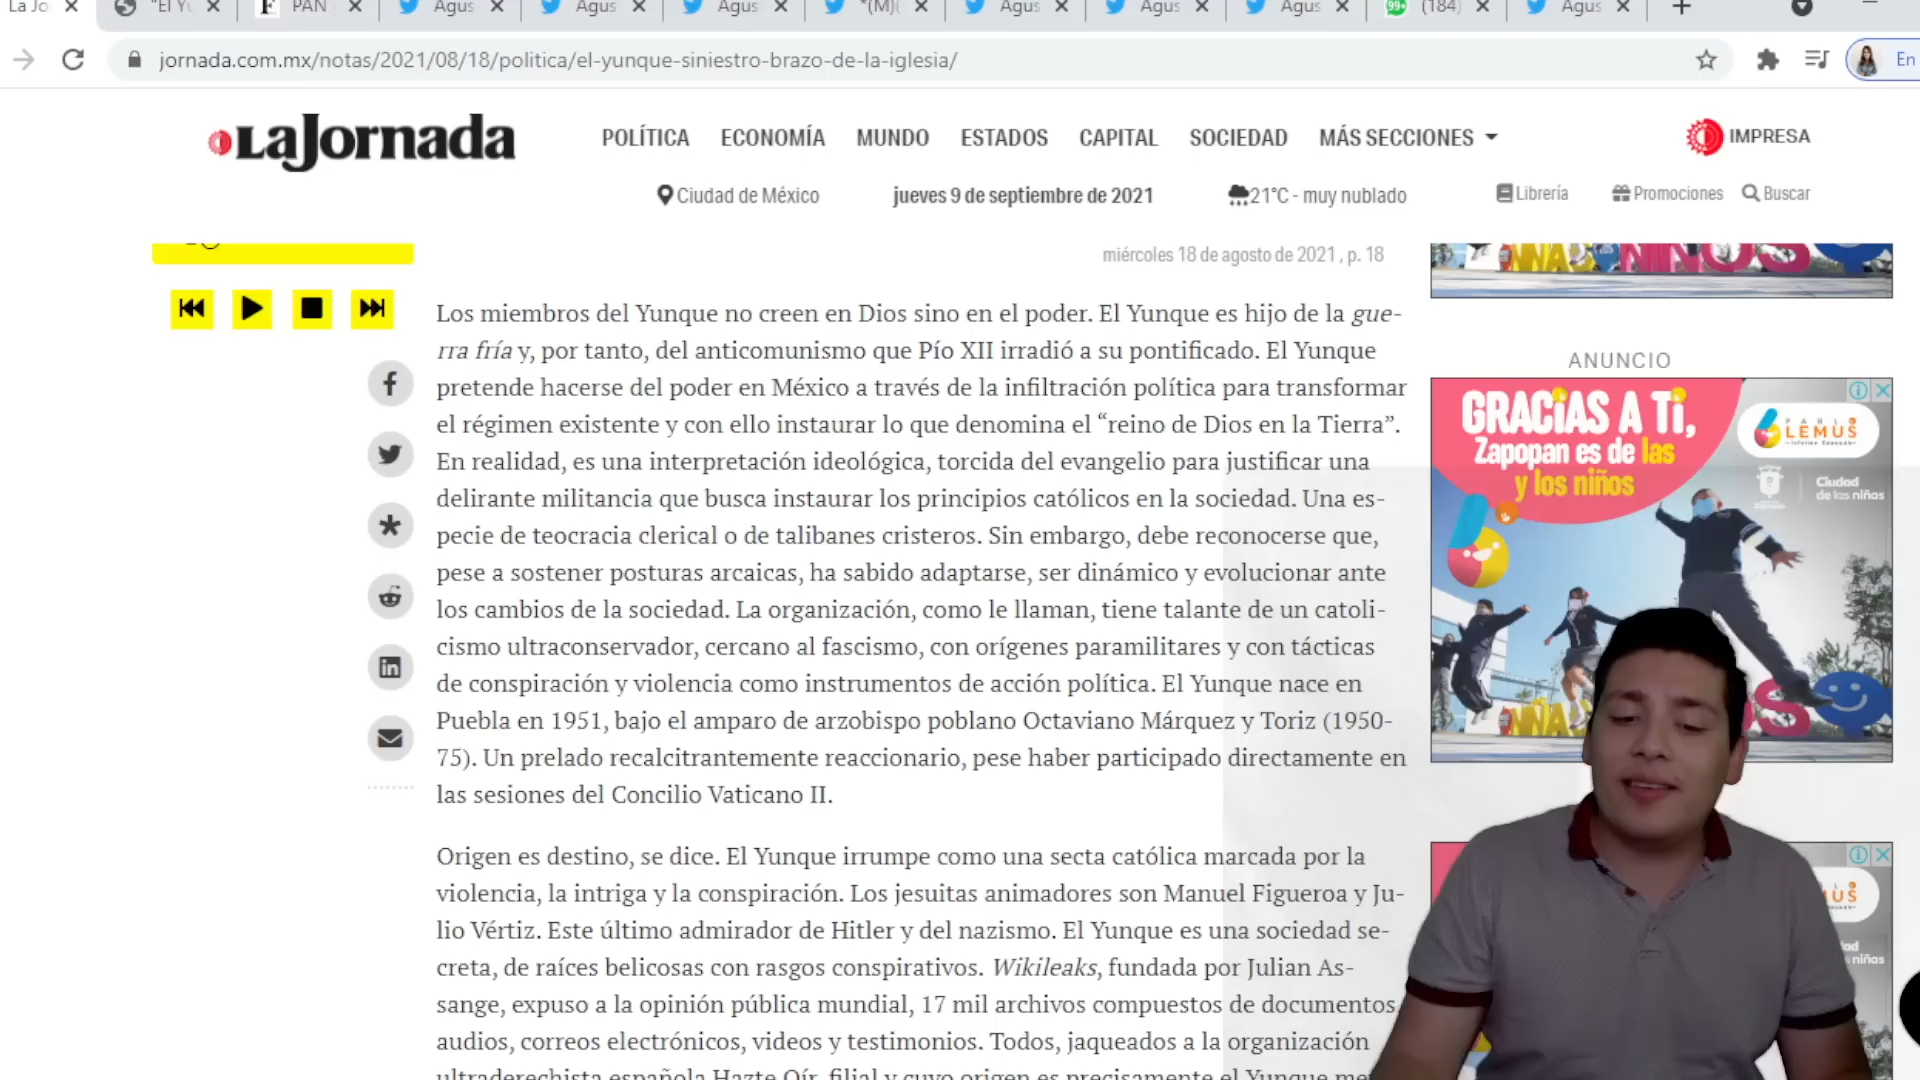 La Jo
"El Yu
PAN
Agus
Agus
Agus
*(M)(
Agus
Agus
Agus
99+
(184)
Agus
jornada.com.mx/notas/2021/08/18/politica/el-yunque-siniestro-brazo-de-la-iglesia/
En
LaJornada
POLÍTICA ECONOMÍA MUNDO ESTADOS CAPITAL SOCIEDAD MÁS SECCIONES
IMPRESA
Ciudad de México
jueves 9 de septiembre de 2021
21°C - muy nublado
Librería
Promociones
Buscar
miércoles 18 de agosto de 2021 , p. 18
Los miembros del Yunque no creen en Dios sino en el poder. El Yunque es hijo de la gue-
rra fría y, por tanto, del anticomunismo que Pío XII irradió a su pontificado. El Yunque
pretende hacerse del poder en México a través de la infiltración política para transformar
el régimen existente y con ello instaurar lo que denomina el “reino de Dios en la Tierra”.
En realidad, es una interpretación ideológica, torcida del evangelio para justificar una
delirante militancia que busca instaurar los principios católicos en la sociedad. Una es-
pecie de teocracia clerical o de talibanes cristeros. Sin embargo, debe reconocerse que,
pese a sostener posturas arcaicas, ha sabido adaptarse, ser dinámico y evolucionar ante
los cambios de la sociedad. La organización, como le llaman, tiene talante de un catoli-
cismo ultraconservador, cercano al fascismo, con orígenes paramilitares y con tácticas
de conspiración y violencia como instrumentos de acción política. El Yunque nace en
Puebla en 1951, bajo el amparo de arzobispo poblano Octaviano Márquez y Toriz (1950-
75). Un prelado recalcitrantemente reaccionario, pese haber participado directamente en
las sesiones del Concilio Vaticano II.
Origen es destino, se dice. El Yunque irrumpe como una secta católica marcada por la
violencia, la intriga y la conspiración. Los jesuitas animadores son Manuel Figueroa y Ju-
lio Vértiz. Este último admirador de Hitler y del nazismo. El Yunque es una sociedad se-
creta, de raíces belicosas con rasgos conspirativos. Wikileaks, fundada por Julian As-
sange, expuso a la opinión pública mundial, 17 mil archivos compuestos de documentos
audios, correos electrónicos, videos y testimonios. Todos, jaqueados a la organización
ultraderechista española Hazte Oír, filial y cuyo origen es precisamente el Yunque me
NIÑOS
ANUNCIO
GRACIAS A Ti,
Zapopan es de las
y los niños
PABLO
LEMUS
Ciudad
de las niñas
MUS
dad
niñas